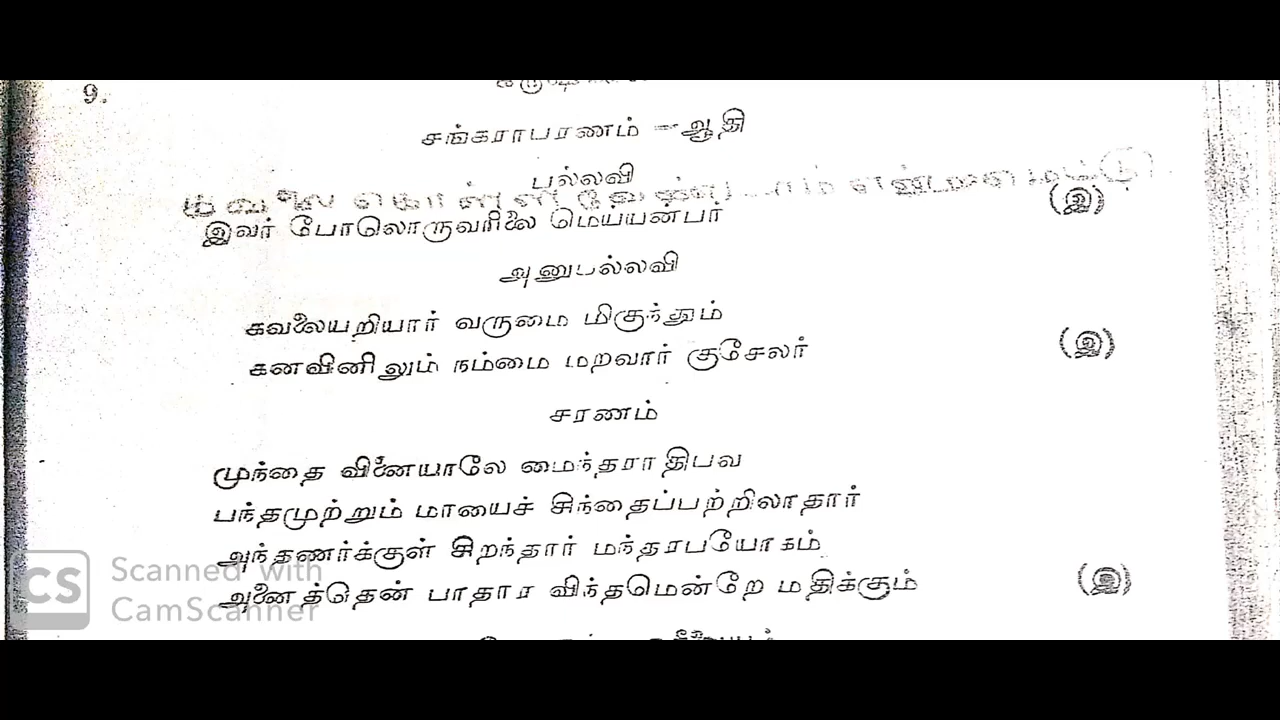 9.
சங்கராபரணம் - ஆதி
பல்லவி
இவர் போலொருவரிலை மெய்யன்பர் (இ)
அனுபல்லவி
கவலையறியார் வருமை மிகுந்தும்
கனவினிலும் நம்மை மறவார் குசேலர் (இ)
சரணம்
முந்தை வினையாலே மைந்தராதிபவ
பந்தமுற்றும் மாயைச் சிந்தைப்பற்றிலாதார்
அந்தணர்க்குள் சிறந்தார் மந்தரபயோகம்
அனைத்தென் பாதார விந்தமென்றே மதிக்கும் (இ)
CS Scanned with
CamScanner